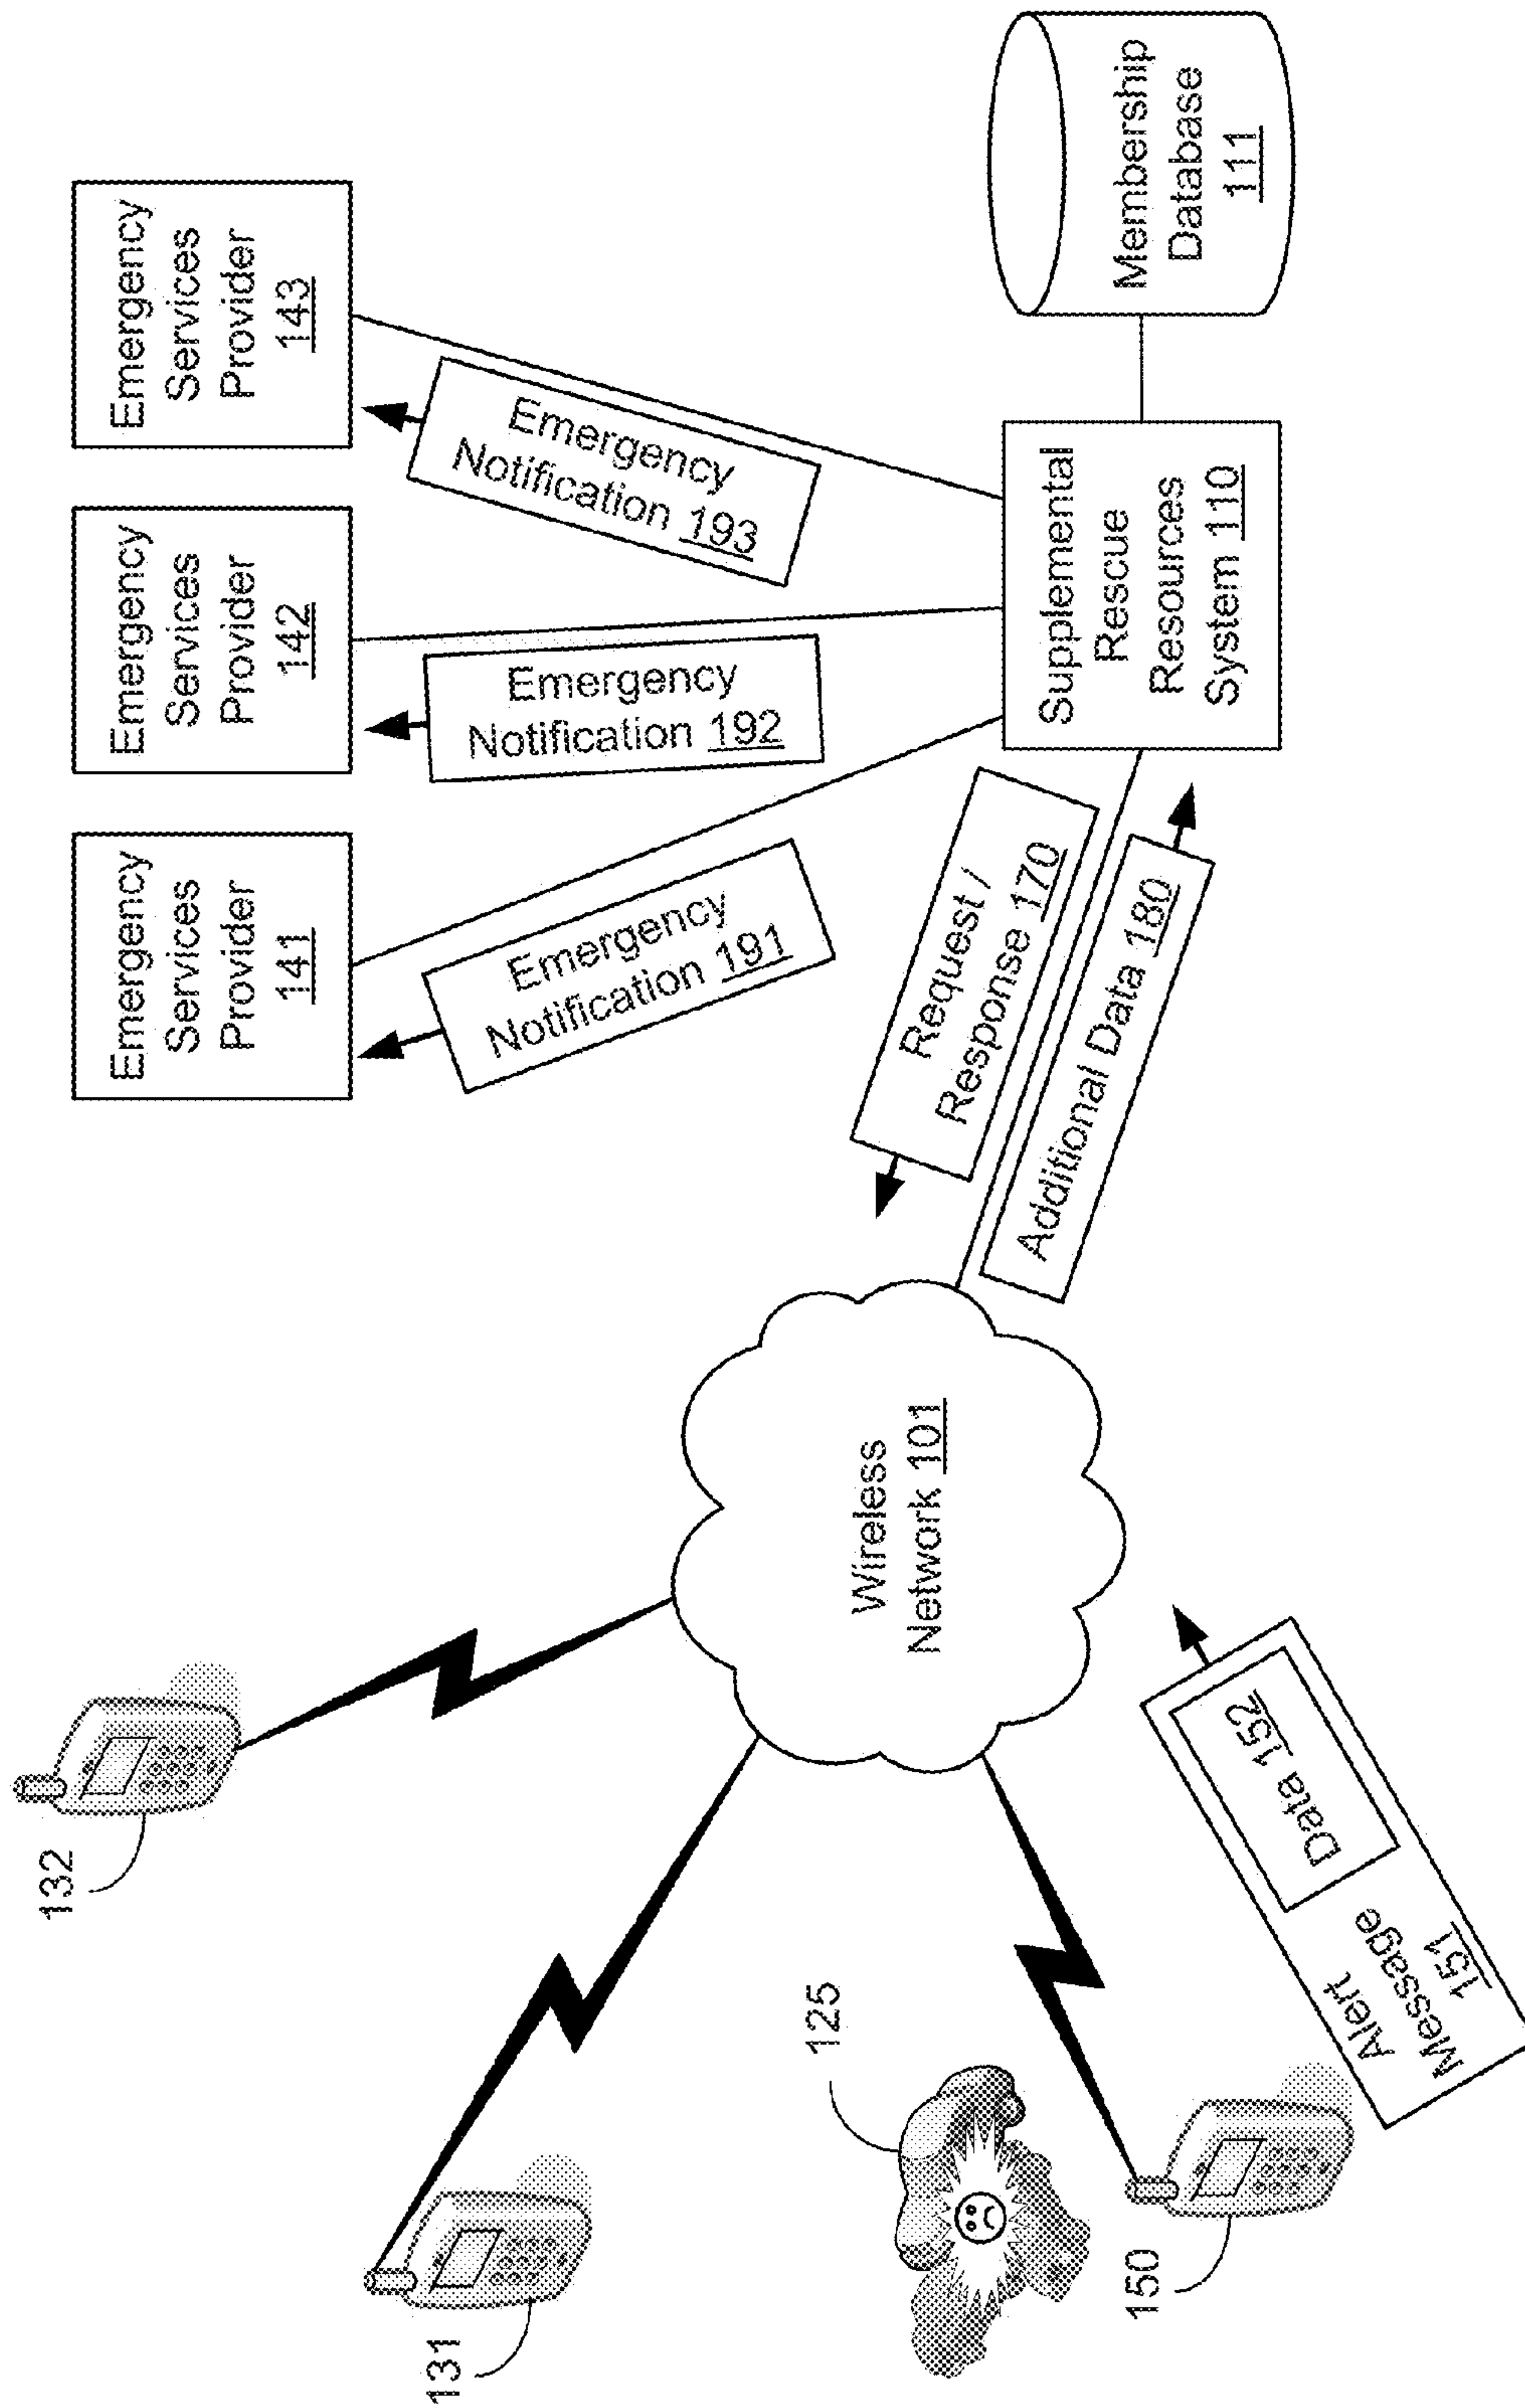 132
131
125
150
Alert
Message
151
Data 152
Wireless
Network 101
Request /
Response 170
Additional Data 180
Emergency
Services
Provider
141
Emergency
Services
Provider
142
Emergency
Services
Provider
143
Emergency
Notification 191
Emergency
Notification 192
Emergency
Notification 193
Supplemental
Rescue
Resources
System 110
Membership
Database
111